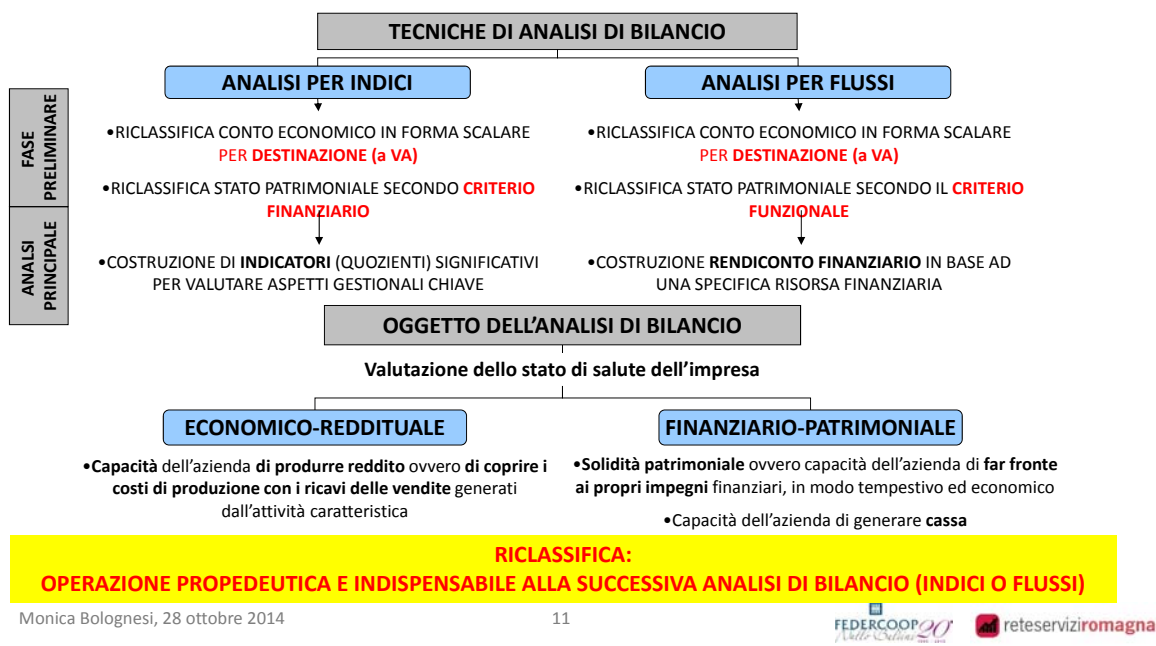 TECNICHE DI ANALISI DI BILANCIO
ANALISI PER INDICI
ANALISI PER FLUSSI
FASE
PRELIMINARE
•RICLASSIFICA CONTO ECONOMICO IN FORMA SCALARE
PER DESTINAZIONE (a VA)
•RICLASSIFICA STATO PATRIMONIALE SECONDO CRITERIO
FINANZIARIO
•RICLASSIFICA CONTO ECONOMICO IN FORMA SCALARE
PER DESTINAZIONE (a VA)
•RICLASSIFICA STATO PATRIMONIALE SECONDO IL CRITERIO
FUNZIONALE
ANALSI
PRINCIPALE
•COSTRUZIONE DI INDICATORI (QUOZIENTI) SIGNIFICATIVI
PER VALUTARE ASPETTI GESTIONALI CHIAVE
•COSTRUZIONE RENDICONTO FINANZIARIO IN BASE AD
UNA SPECIFICA RISORSA FINANZIARIA
OGGETTO DELL'ANALISI DI BILANCIO
Valutazione dello stato di salute dell'impresa
ECONOMICO-REDDITUALE
•Capacità dell'azienda di produrre reddito ovvero di coprire i
costi di produzione con i ricavi delle vendite generati
dall'attività caratteristica
FINANZIARIO-PATRIMONIALE
•Solidità patrimoniale ovvero capacità dell'azienda di far fronte
ai propri impegni finanziari, in modo tempestivo ed economico
•Capacità dell'azienda di generare cassa
RICLASSIFICA:
OPERAZIONE PROPEDEUTICA E INDISPENSABILE ALLA SUCCESSIVA ANALISI DI BILANCIO (INDICI O FLUSSI)
Monica Bolognesi, 28 ottobre 2014
11
FEDERCOOP 20
Nullo Baldini
reteserviziromagna